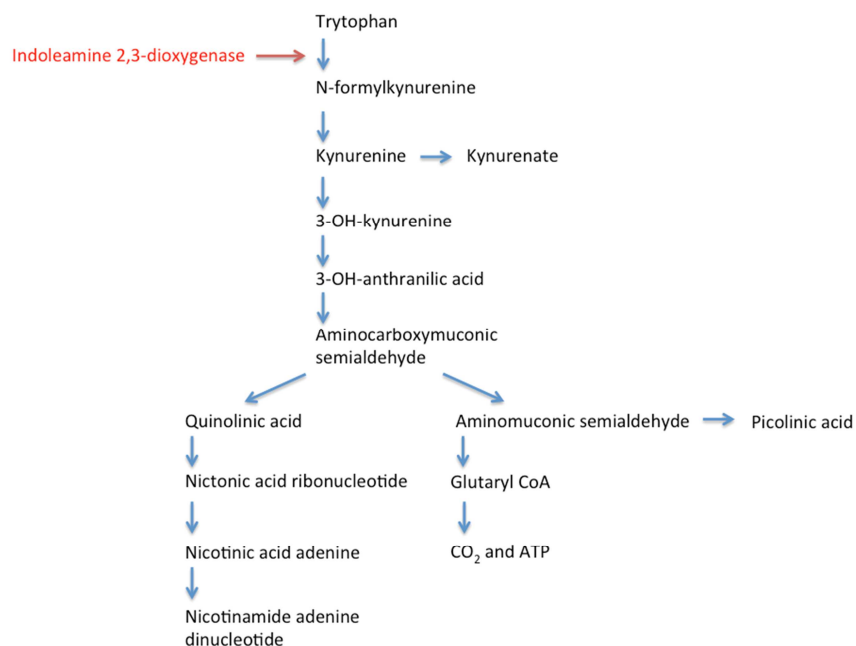 Trytophan
Indoleamine 2,3-dioxygenase
N-formylkynurenine
Kynurenine
Kynurenate
3-OH-kynurenine
3-OH-anthranilic acid
Aminocarboxymuconic
semialdehyde
Quinolinic acid
Aminomuconic semialdehyde
Picolinic acid
Nictonic acid ribonucleotide
Glutaryl CoA
Nicotinic acid adenine
CO₂ and ATP
Nicotinamide adenine
dinucleotide